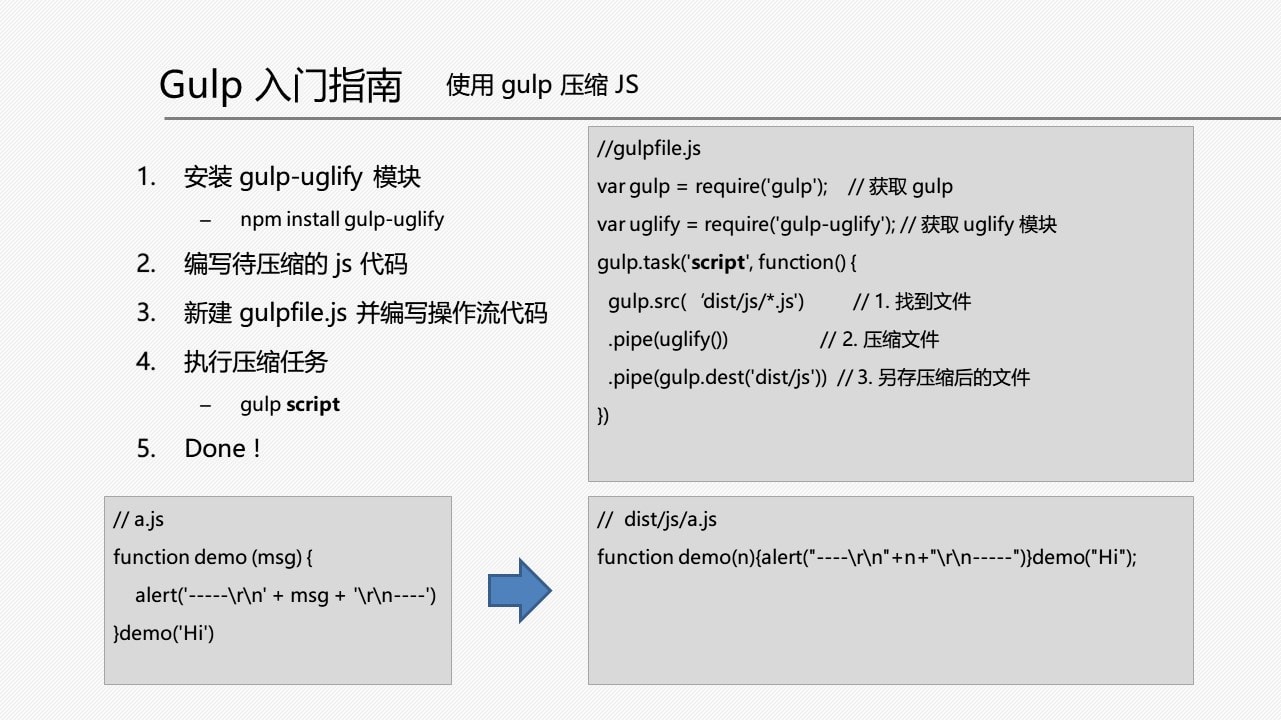 Gulp 入门指南 使用 gulp 压缩 JS
1. 安装 gulp-uglify 模块
– npm install gulp-uglify
2. 编写待压缩的 js 代码
3. 新建 gulpfile.js 并编写操作流代码
4. 执行压缩任务
– gulp script
5. Done !
//gulpfile.js
var gulp = require('gulp'); // 获取 gulp
var uglify = require('gulp-uglify'); // 获取 uglify 模块
gulp.task('script', function() {
gulp.src( ‘dist/js/*.js') // 1. 找到文件
.pipe(uglify()) // 2. 压缩文件
.pipe(gulp.dest('dist/js')) // 3. 另存压缩后的文件
})
// a.js
function demo (msg) {
alert('-----\r\n' + msg + '\r\n----')
}demo('Hi')
// dist/js/a.js
function demo(n){alert("----\r\n"+n+"\r\n-----")}demo("Hi");